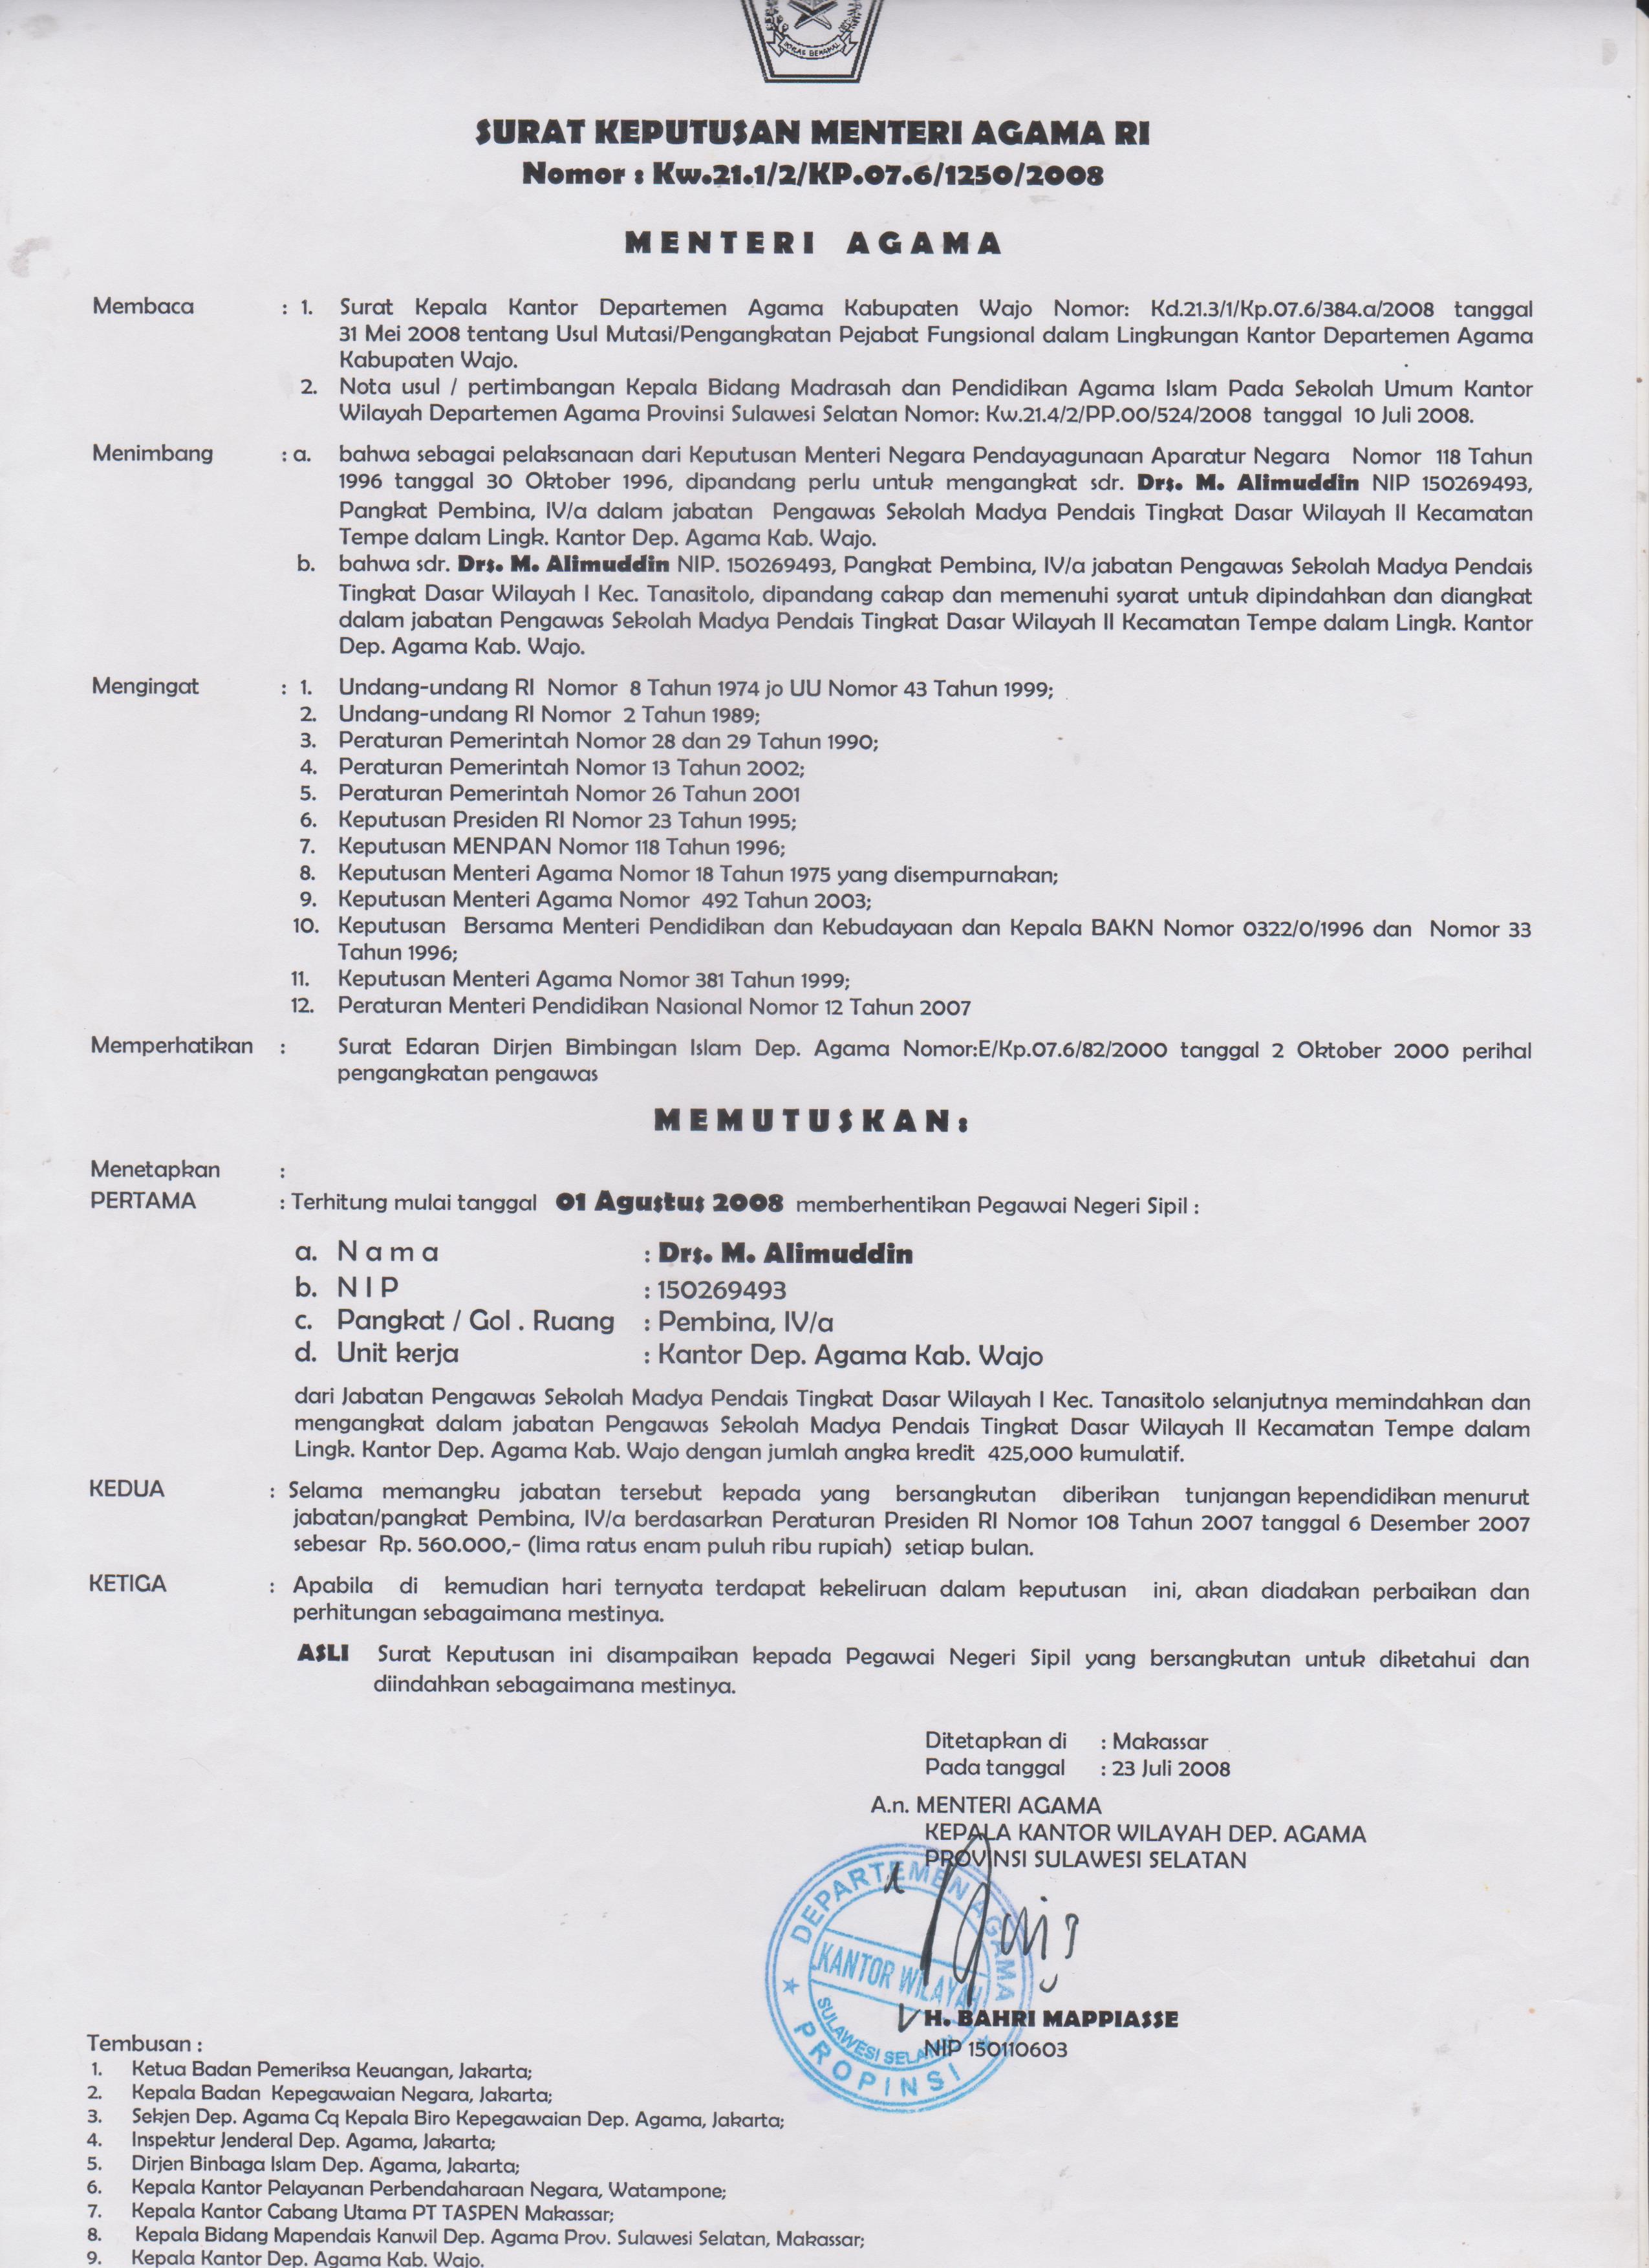 IKHLAS BERAMAL
SURAT KEPUTUSAN MENTERI AGAMA RI
Nomor : Kw.21.1/2/KP.07.6/1250/2008
MENTERI AGAMA
Membaca : 1. Surat Kepala Kantor Departemen Agama Kabupaten Wajo Nomor: Kd.21.3/1/Kp.07.6/384.a/2008 tanggal
31 Mei 2008 tentang Usul Mutasi/Pengangkatan Pejabat Fungsional dalam Lingkungan Kantor Departemen Agama
Kabupaten Wajo.
2. Nota usul / pertimbangan Kepala Bidang Madrasah dan Pendidikan Agama Islam Pada Sekolah Umum Kantor
Wilayah Departemen Agama Provinsi Sulawesi Selatan Nomor: Kw.21.4/2/PP.00/524/2008 tanggal 10 Juli 2008.
Menimbang : a. bahwa sebagai pelaksanaan dari Keputusan Menteri Negara Pendayagunaan Aparatur Negara Nomor 118 Tahun
1996 tanggal 30 Oktober 1996, dipandang perlu untuk mengangkat sdr. Drs. M. Alimuddin NIP 150269493,
Pangkat Pembina, IV/a dalam jabatan Pengawas Sekolah Madya Pendais Tingkat Dasar Wilayah II Kecamatan
Tempe dalam Lingk. Kantor Dep. Agama Kab. Wajo.
b. bahwa sdr. Drs. M. Alimuddin NIP. 150269493, Pangkat Pembina, IV/a jabatan Pengawas Sekolah Madya Pendais
Tingkat Dasar Wilayah I Kec. Tanasitolo, dipandang cakap dan memenuhi syarat untuk dipindahkan dan diangkat
dalam jabatan Pengawas Sekolah Madya Pendais Tingkat Dasar Wilayah II Kecamatan Tempe dalam Lingk. Kantor
Dep. Agama Kab. Wajo.
Mengingat : 1. Undang-undang RI Nomor 8 Tahun 1974 jo UU Nomor 43 Tahun 1999;
2. Undang-undang RI Nomor 2 Tahun 1989;
3. Peraturan Pemerintah Nomor 28 dan 29 Tahun 1990;
4. Peraturan Pemerintah Nomor 13 Tahun 2002;
5. Peraturan Pemerintah Nomor 26 Tahun 2001
6. Keputusan Presiden RI Nomor 23 Tahun 1995;
7. Keputusan MENPAN Nomor 118 Tahun 1996;
8. Keputusan Menteri Agama Nomor 18 Tahun 1975 yang disempurnakan;
9. Keputusan Menteri Agama Nomor 492 Tahun 2003;
10. Keputusan Bersama Menteri Pendidikan dan Kebudayaan dan Kepala BAKN Nomor 0322/0/1996 dan Nomor 33
Tahun 1996;
11. Keputusan Menteri Agama Nomor 381 Tahun 1999;
12. Peraturan Menteri Pendidikan Nasional Nomor 12 Tahun 2007
Memperhatikan : Surat Edaran Dirjen Bimbingan Islam Dep. Agama Nomor:E/Kp.07.6/82/2000 tanggal 2 Oktober 2000 perihal
pengangkatan pengawas
MEMUTUSKAN:
Menetapkan :
PERTAMA : Terhitung mulai tanggal 01 Agustus 2008 memberhentikan Pegawai Negeri Sipil :
a. N a m a : Drs. M. Alimuddin
b. N I P : 150269493
c. Pangkat / Gol . Ruang : Pembina, IV/a
d. Unit kerja : Kantor Dep. Agama Kab. Wajo
dari Jabatan Pengawas Sekolah Madya Pendais Tingkat Dasar Wilayah I Kec. Tanasitolo selanjutnya memindahkan dan
mengangkat dalam jabatan Pengawas Sekolah Madya Pendais Tingkat Dasar Wilayah II Kecamatan Tempe dalam
Lingk. Kantor Dep. Agama Kab. Wajo dengan jumlah angka kredit 425,000 kumulatif.
KEDUA : Selama memangku jabatan tersebut kepada yang bersangkutan diberikan tunjangan kependidikan menurut
jabatan/pangkat Pembina, IV/a berdasarkan Peraturan Presiden RI Nomor 108 Tahun 2007 tanggal 6 Desember 2007
sebesar Rp. 560.000,- (lima ratus enam puluh ribu rupiah) setiap bulan.
KETIGA : Apabila di kemudian hari ternyata terdapat kekeliruan dalam keputusan ini, akan diadakan perbaikan dan
perhitungan sebagaimana mestinya.
ASLI Surat Keputusan ini disampaikan kepada Pegawai Negeri Sipil yang bersangkutan untuk diketahui dan
diindahkan sebagaimana mestinya.
Ditetapkan di : Makassar
Pada tanggal : 23 Juli 2008
A.n. MENTERI AGAMA
KEPALA KANTOR WILAYAH DEP. AGAMA
PROVINSI SULAWESI SELATAN
DEPARTEMEN AGAMA
KANTOR WILAYAH
SULAWESI SELATAN
PROPINSI
H. BAHRI MAPPIASSE
NIP 150110603
Tembusan :
1. Ketua Badan Pemeriksa Keuangan, Jakarta;
2. Kepala Badan Kepegawaian Negara, Jakarta;
3. Sekjen Dep. Agama Cq Kepala Biro Kepegawaian Dep. Agama, Jakarta;
4. Inspektur Jenderal Dep. Agama, Jakarta;
5. Dirjen Binbaga Islam Dep. Agama, Jakarta;
6. Kepala Kantor Pelayanan Perbendaharaan Negara, Watampone;
7. Kepala Kantor Cabang Utama PT TASPEN Makassar;
8. Kepala Bidang Mapendais Kanwil Dep. Agama Prov. Sulawesi Selatan, Makassar;
9. Kepala Kantor Dep. Agama Kab. Wajo.